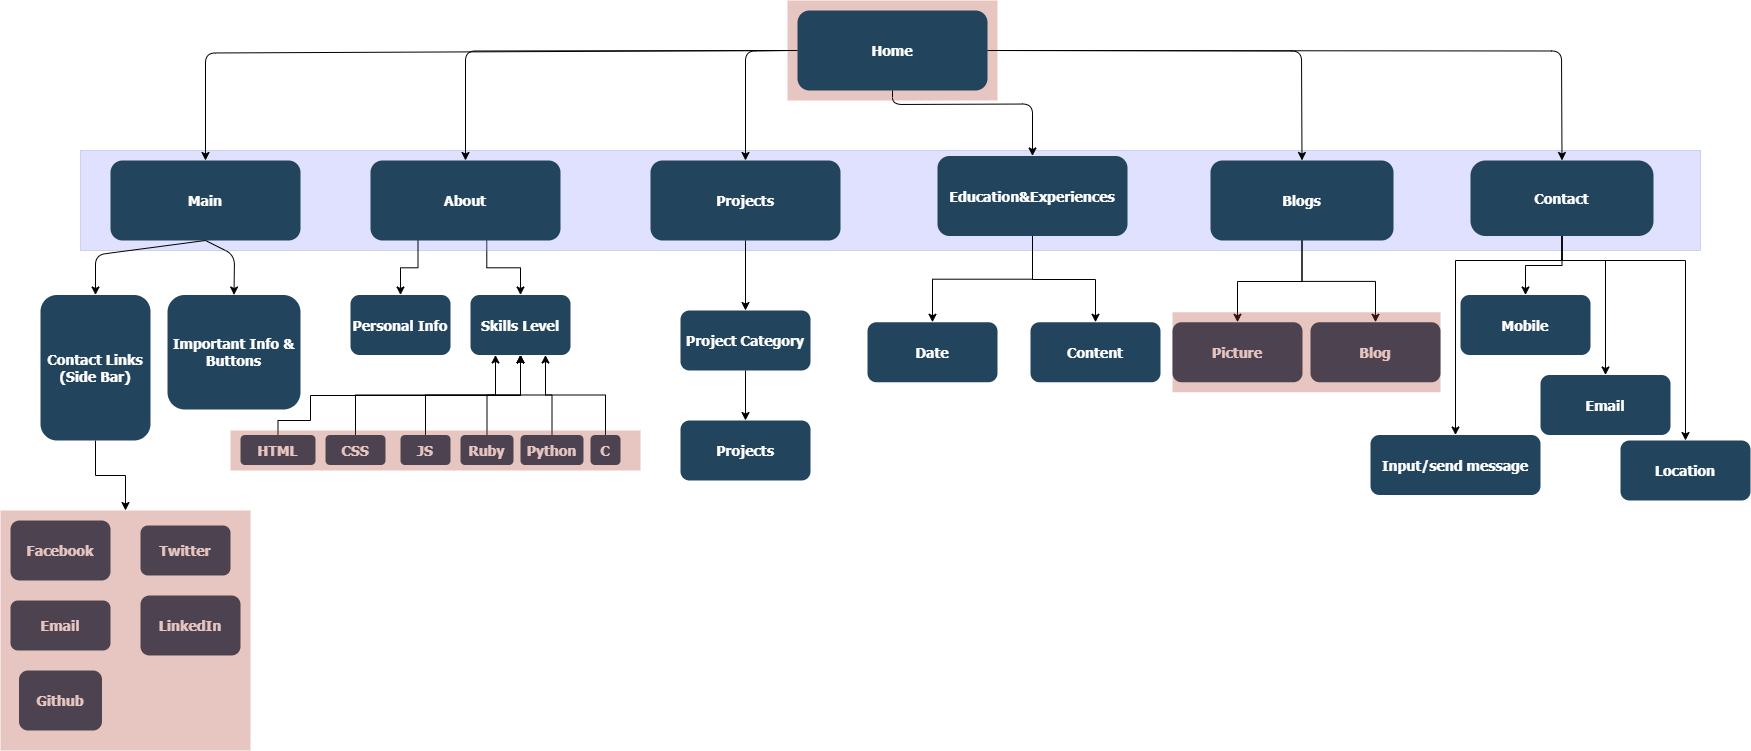 Home
Main
About
Projects
Education&Experiences
Blogs
Contact
Contact Links
(Side Bar)
Important Info &
Buttons
Personal Info
Skills Level
Project Category
Date
Content
Picture
Blog
Mobile
Email
Input/send message
Location
HTML
CSS
JS
Ruby
Python
C
Projects
Facebook
Twitter
Email
LinkedIn
Github